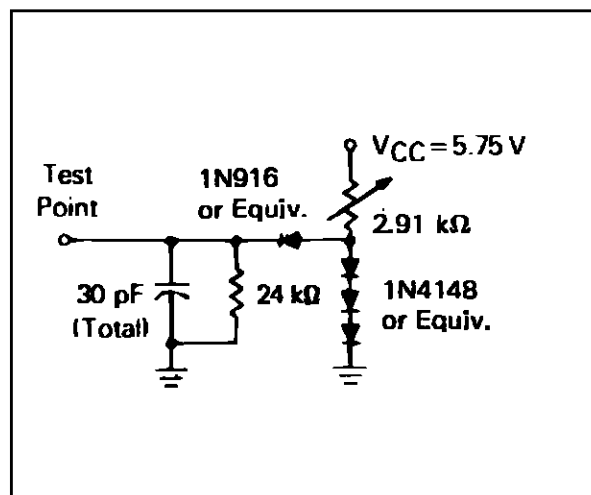 VCC = 5.75 V
Test
Point
1N916
or Equiv.
2.91 kΩ
30 pF
(Total)
24 kΩ
1N4148
or Equiv.